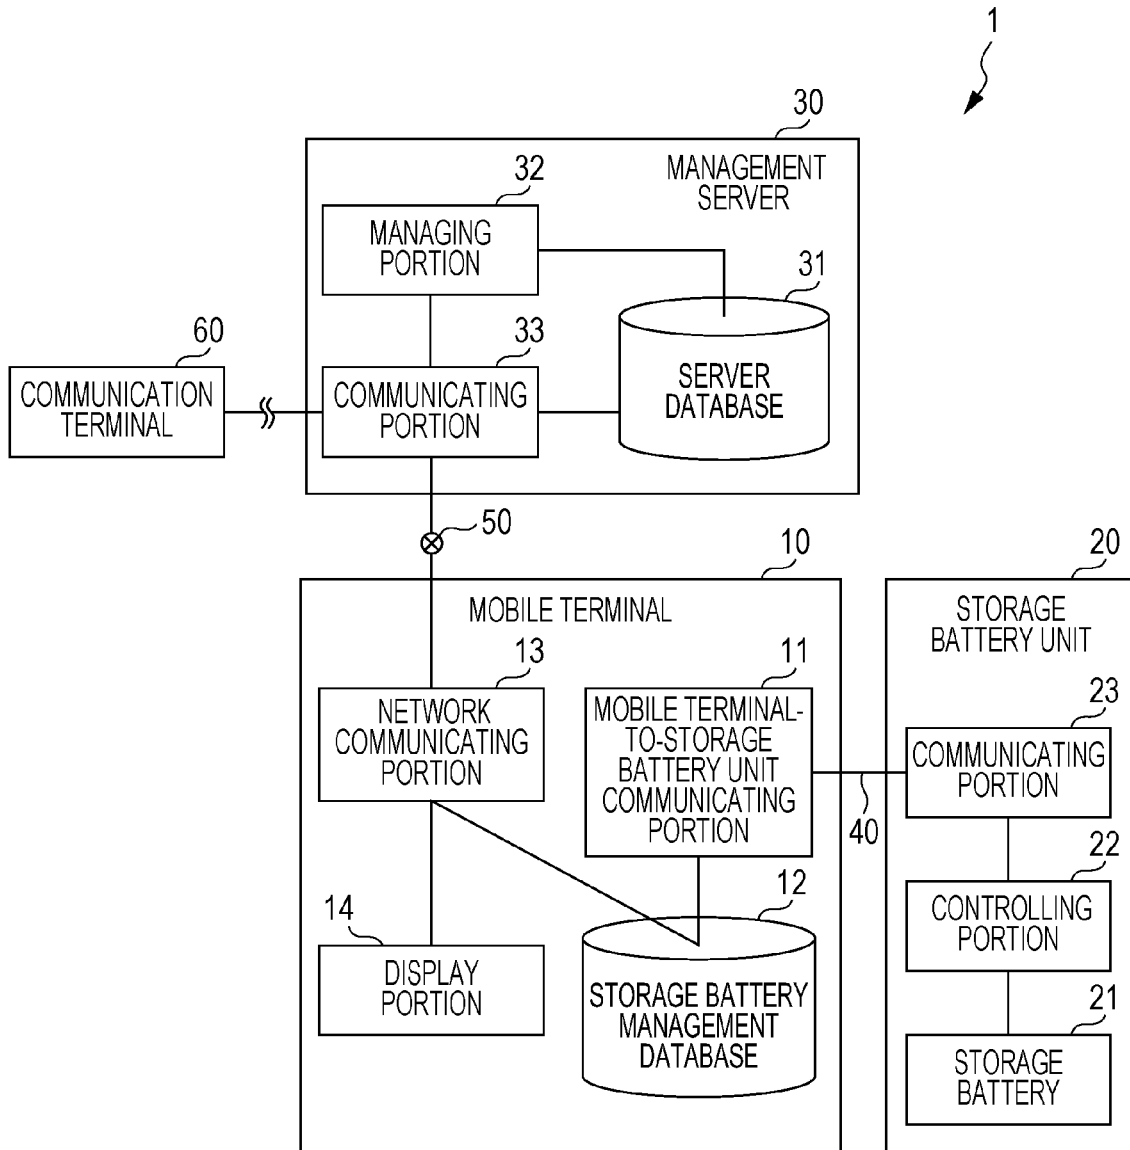 1
30
MANAGEMENT
SERVER
32
MANAGING
PORTION
31
SERVER
DATABASE
60
COMMUNICATION
TERMINAL
33
COMMUNICATING
PORTION
50
10
MOBILE TERMINAL
20
STORAGE
BATTERY UNIT
13
NETWORK
COMMUNICATING
PORTION
11
MOBILE TERMINAL-
TO-STORAGE
BATTERY UNIT
COMMUNICATING
PORTION
40
23
COMMUNICATING
PORTION
22
CONTROLLING
PORTION
14
DISPLAY
PORTION
12
STORAGE BATTERY
MANAGEMENT
DATABASE
21
STORAGE
BATTERY